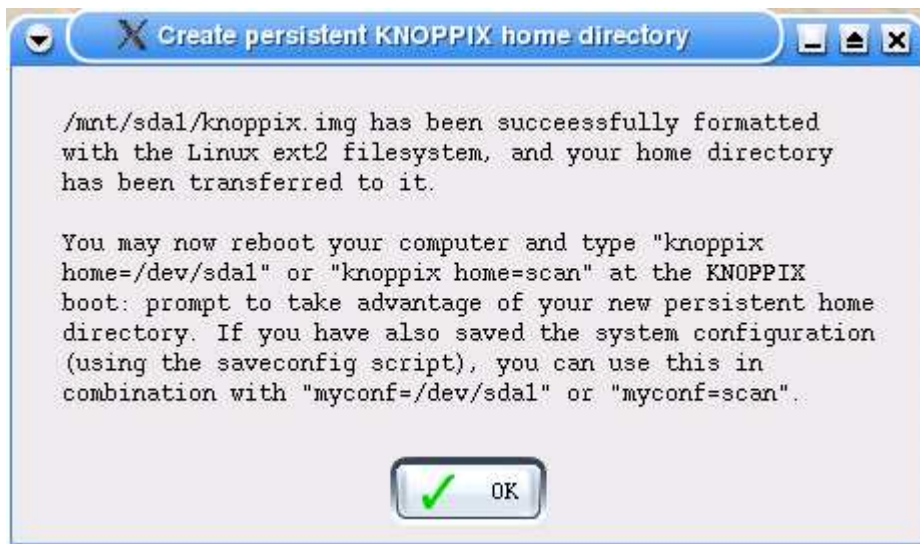 Create persistent KNOPPIX home directory
/mnt/sda1/knoppix.img has been succeessfully formatted
with the Linux ext2 filesystem, and your home directory
has been transferred to it.
You may now reboot your computer and type "knoppix
home=/dev/sda1" or "knoppix home=scan" at the KNOPPIX
boot: prompt to take advantage of your new persistent home
directory. If you have also saved the system configuration
(using the saveconfig script), you can use this in
combination with "myconf=/dev/sda1" or "myconf=scan".
OK